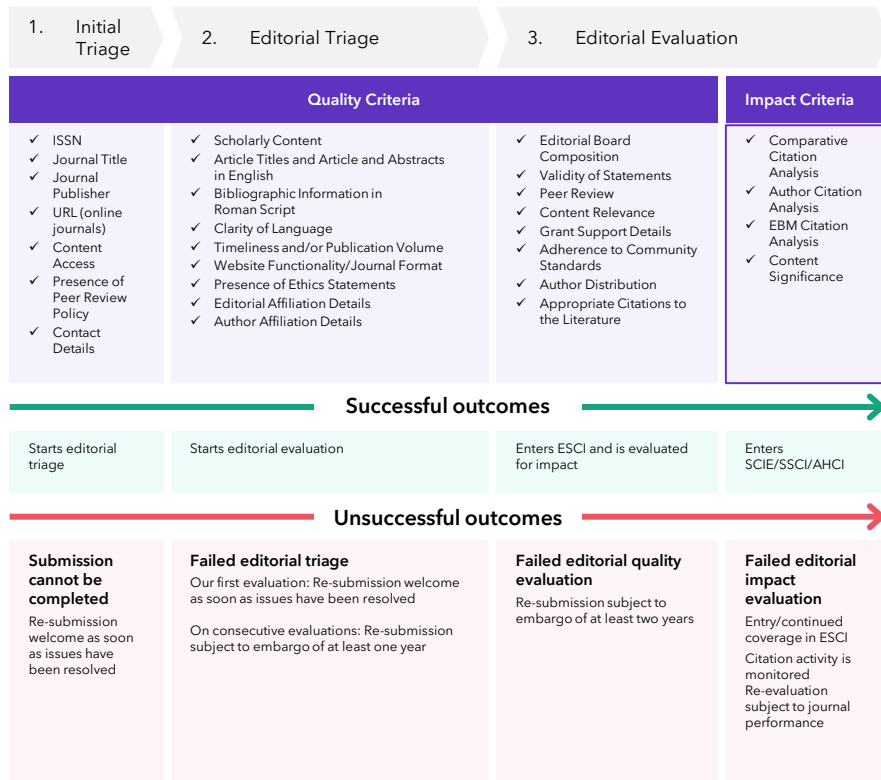 1. Initial
Triage
2. Editorial Triage
3. Editorial Evaluation
Quality Criteria
Impact Criteria
✓ ISSN
✓ Journal Title
✓ Journal
Publisher
✓ URL (online
journals)
✓ Content
Access
✓ Presence of
Peer Review
Policy
✓ Contact
Details
✓ Scholarly Content
✓ Article Titles and Article and Abstracts
in English
✓ Bibliographic Information in
Roman Script
✓ Clarity of Language
✓ Timeliness and/or Publication Volume
✓ Website Functionality/Journal Format
✓ Presence of Ethics Statements
✓ Editorial Affiliation Details
✓ Author Affiliation Details
✓ Editorial Board
Composition
✓ Validity of Statements
✓ Peer Review
✓ Content Relevance
✓ Grant Support Details
✓ Adherence to Community
Standards
✓ Author Distribution
✓ Appropriate Citations to
the Literature
✓ Comparative
Citation
Analysis
✓ Author Citation
Analysis
✓ EBM Citation
Analysis
✓ Content
Significance
Successful outcomes
Starts editorial
triage
Starts editorial evaluation
Enters ESCI and is evaluated
for impact
Enters
SCIE/SSCI/AHCI
Unsuccessful outcomes
Submission
cannot be
completed
Re-submission
welcome as soon
as issues have
been resolved
Failed editorial triage
Our first evaluation: Re-submission welcome
as soon as issues have been resolved
On consecutive evaluations: Re-submission
subject to embargo of at least one year
Failed editorial quality
evaluation
Re-submission subject to
embargo of at least two years
Failed editorial
impact
evaluation
Entry/continued
coverage in ESCI
Citation activity is
monitored
Re-evaluation
subject to journal
performance